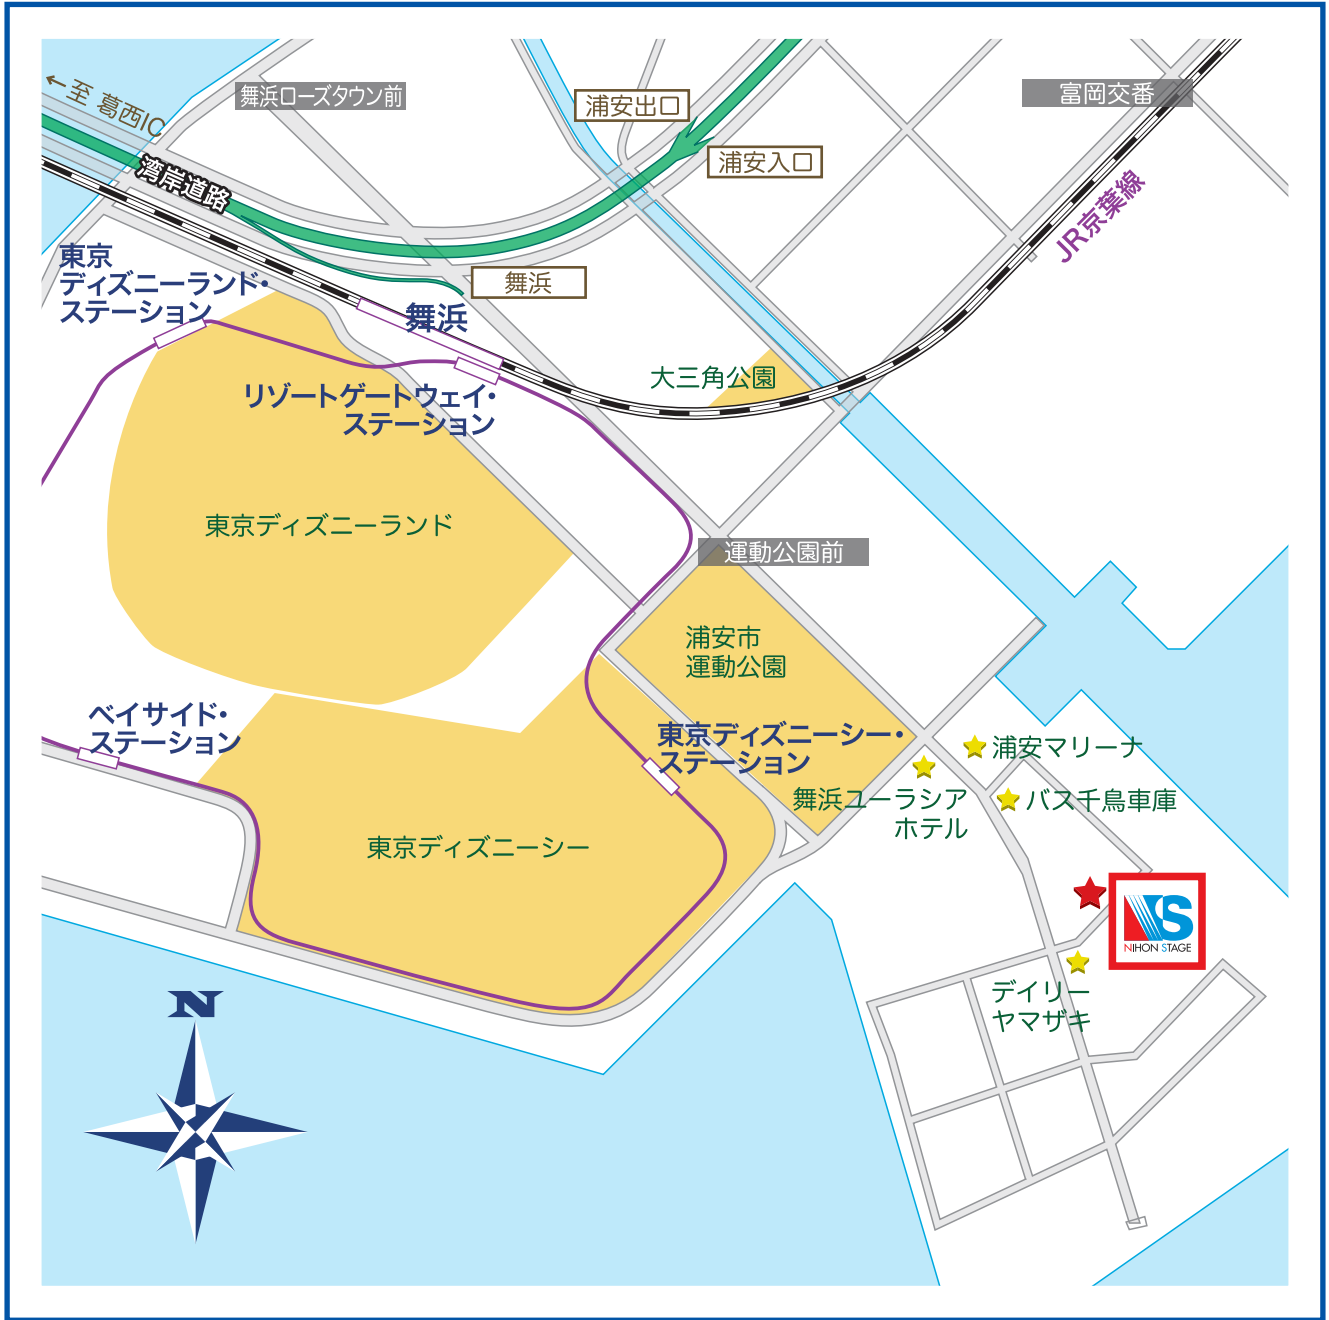 ←至 葛西IC
舞浜ローズタウン前
浦安出口
富岡交番
浦安入口
湾岸道路
JR京葉線
東京
ディズニーランド・
ステーション
舞浜
舞浜
リゾートゲートウェイ・
ステーション
大三角公園
東京ディズニーランド
運動公園前
浦安市
運動公園
ベイサイド・
ステーション
東京ディズニーシー・
ステーション
浦安マリーナ
舞浜ユーラシア
ホテル
バス千鳥車庫
東京ディズニーシー
NS
NIHON STAGE
デイリー
ヤマザキ
N